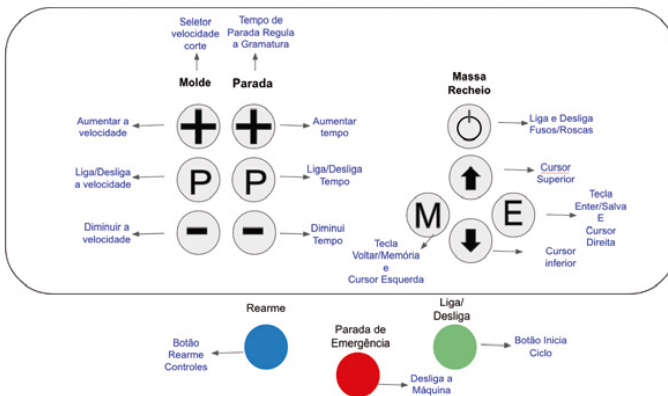 Seletor
velocidade
corte
Tempo de
Parada Regula
a Gramatura
Molde
Parada
Massa
Recheio
Aumentar a
velocidade
Aumentar
tempo
Liga e Desliga
Fusos/Roscas
Liga/Desliga
a velocidade
P
P
Liga/Desliga
Tempo
Cursor
Superior
M
E
Tecla
Enter/Salva
E
Cursor
Direita
Diminuir a
velocidade
Diminui
Tempo
Tecla
Voltar/Memória
e
Cursor Esquerda
Cursor
inferior
Rearme
Parada de
Emergência
Liga/
Desliga
Botão
Rearme
Controles
Botão Inicia
Ciclo
Desliga a
Máquina